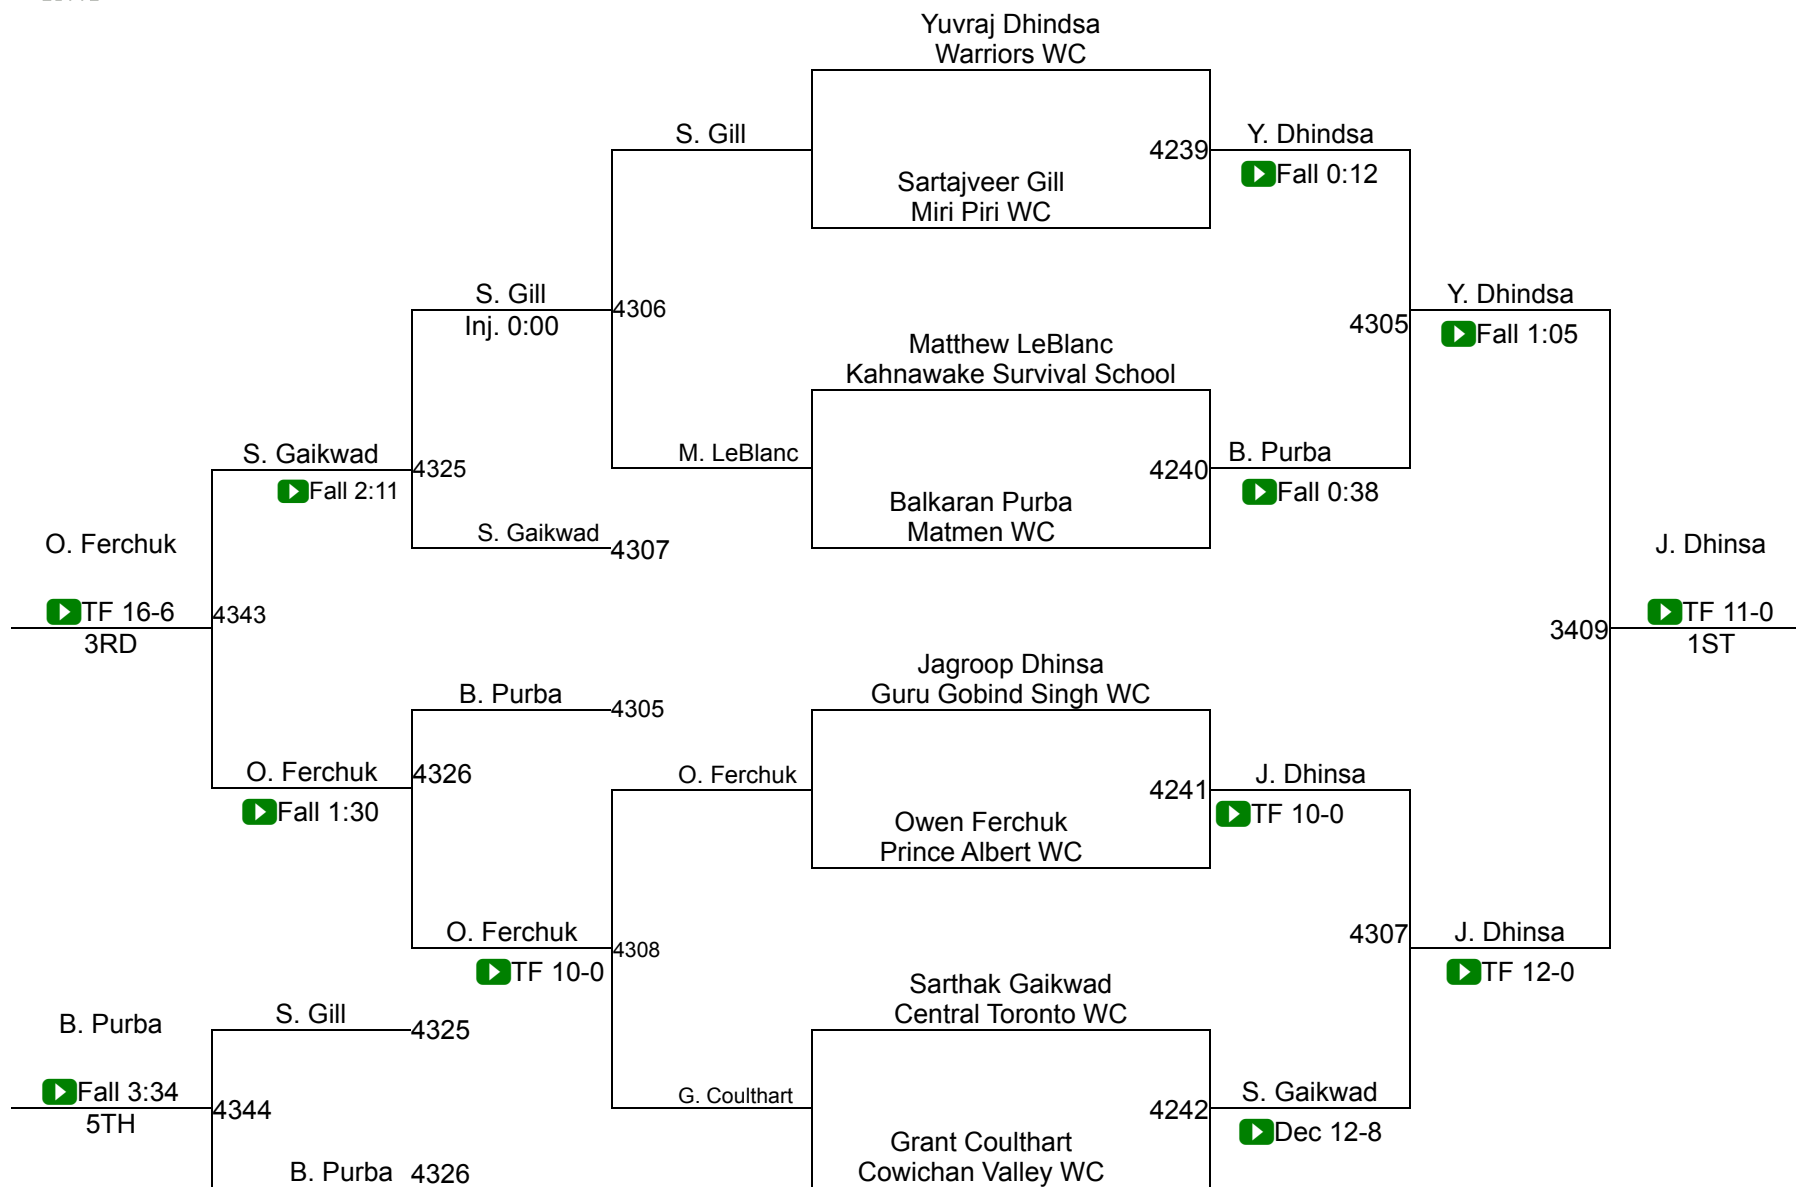 Yuvraj Dhindsa
Warriors WC
S. Gill
4239
Y. Dhindsa
Fall 0:12
Sartajveer Gill
Miri Piri WC
S. Gill
Inj. 0:00
4306
4305
Y. Dhindsa
Fall 1:05
Matthew LeBlanc
Kahnawake Survival School
S. Gaikwad
Fall 2:11
4325
M. LeBlanc
4240
B. Purba
Fall 0:38
Balkaran Purba
Matmen WC
S. Gaikwad
4307
O. Ferchuk
TF 16-6
3RD
4343
J. Dhinsa
TF 11-0
1ST
3409
Jagroop Dhinsa
Guru Gobind Singh WC
B. Purba
4305
O. Ferchuk
Fall 1:30
4326
O. Ferchuk
4241
J. Dhinsa
TF 10-0
Owen Ferchuk
Prince Albert WC
O. Ferchuk
TF 10-0
4308
4307
J. Dhinsa
TF 12-0
Sarthak Gaikwad
Central Toronto WC
B. Purba
Fall 3:34
5TH
S. Gill
4325
4344
G. Coulthart
4242
S. Gaikwad
Dec 12-8
Grant Coulthart
Cowichan Valley WC
B. Purba
4326